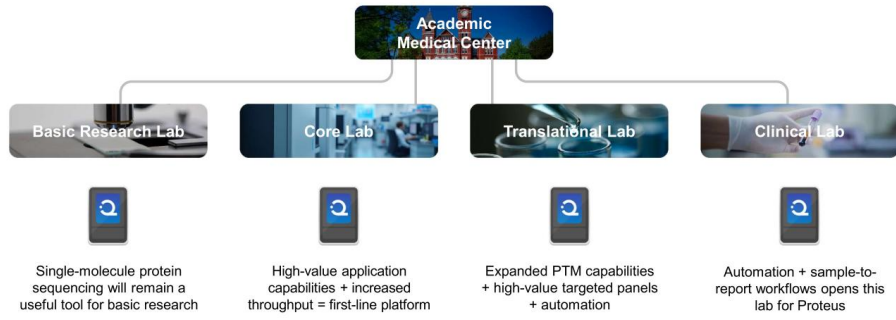 Academic
Medical Center
Basic Research Lab
Core Lab
Translational Lab
Clinical Lab
Single-molecule protein
sequencing will remain a
useful tool for basic research
High-value application
capabilities + increased
throughput = first-line platform
Expanded PTM capabilities
+ high-value targeted panels
+ automation
Automation + sample-to-
report workflows opens this
lab for Proteus